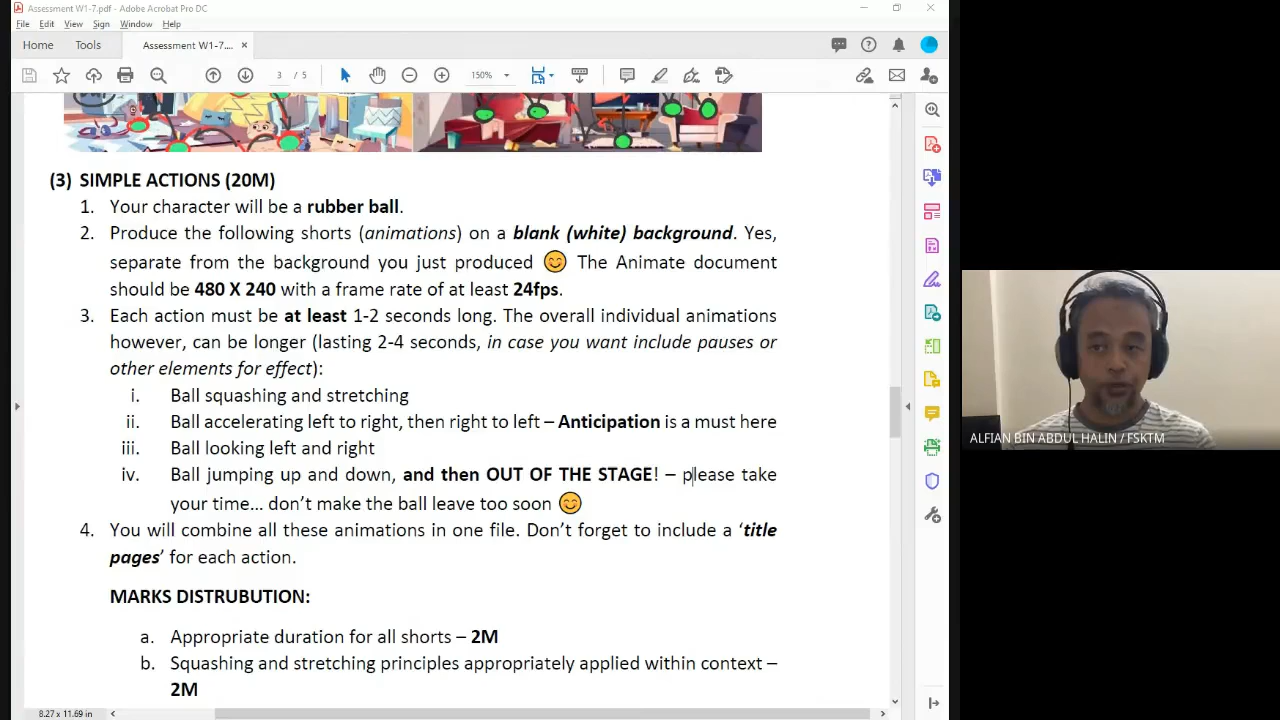 Assessment W1-7.pdf - Adobe Acrobat Pro DC
File Edit View Sign Window Help
Home Tools Assessment W1-7.... ×
3 / 5 150%
(3) SIMPLE ACTIONS (20M)
1. Your character will be a rubber ball.
2. Produce the following shorts (animations) on a blank (white) background. Yes,
separate from the background you just produced 😊 The Animate document
should be 480 X 240 with a frame rate of at least 24fps.
3. Each action must be at least 1-2 seconds long. The overall individual animations
however, can be longer (lasting 2-4 seconds, in case you want include pauses or
other elements for effect):
i. Ball squashing and stretching
ii. Ball accelerating left to right, then right to left – Anticipation is a must here
iii. Ball looking left and right
iv. Ball jumping up and down, and then OUT OF THE STAGE! – please take
your time... don't make the ball leave too soon 😊
4. You will combine all these animations in one file. Don't forget to include a 'title
pages' for each action.
MARKS DISTRUBUTION:
a. Appropriate duration for all shorts – 2M
b. Squashing and stretching principles appropriately applied within context –
2M
8.27 x 11.69 in
ALFIAN BIN ABDUL HALIN / FSKTM